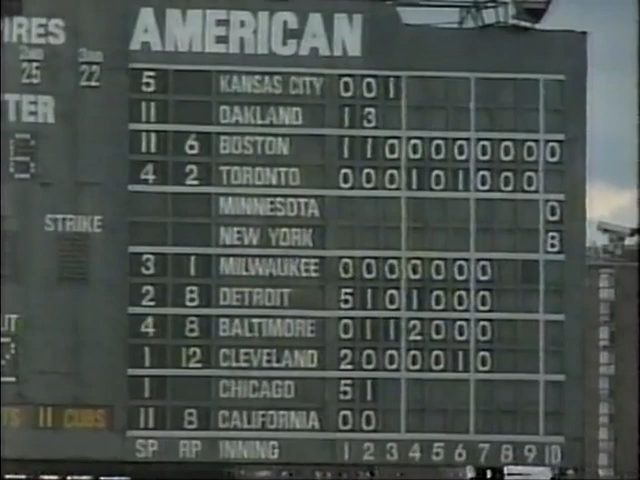 IRES AMERICAN
2ND 3RD
25 22
5 KANSAS CITY 0 0 1
TER
11 OAKLAND 1 3
11 6 BOSTON 1 1 0 0 0 0 0 0 0 0
6
4 2 TORONTO 0 0 0 1 0 1 0 0 0
MINNESOTA 0
STRIKE
NEW YORK 8
3 1 MILWAUKEE 0 0 0 0 0 0 0
2 8 DETROIT 5 1 0 1 0 0 0
UT
4 8 BALTIMORE 0 1 1 2 0 0 0
1 12 CLEVELAND 2 0 0 0 0 1 0
1 CHICAGO 5 1
TS 11 CUBS
11 8 CALIFORNIA 0 0
SP RP INNING 1 2 3 4 5 6 7 8 9 10